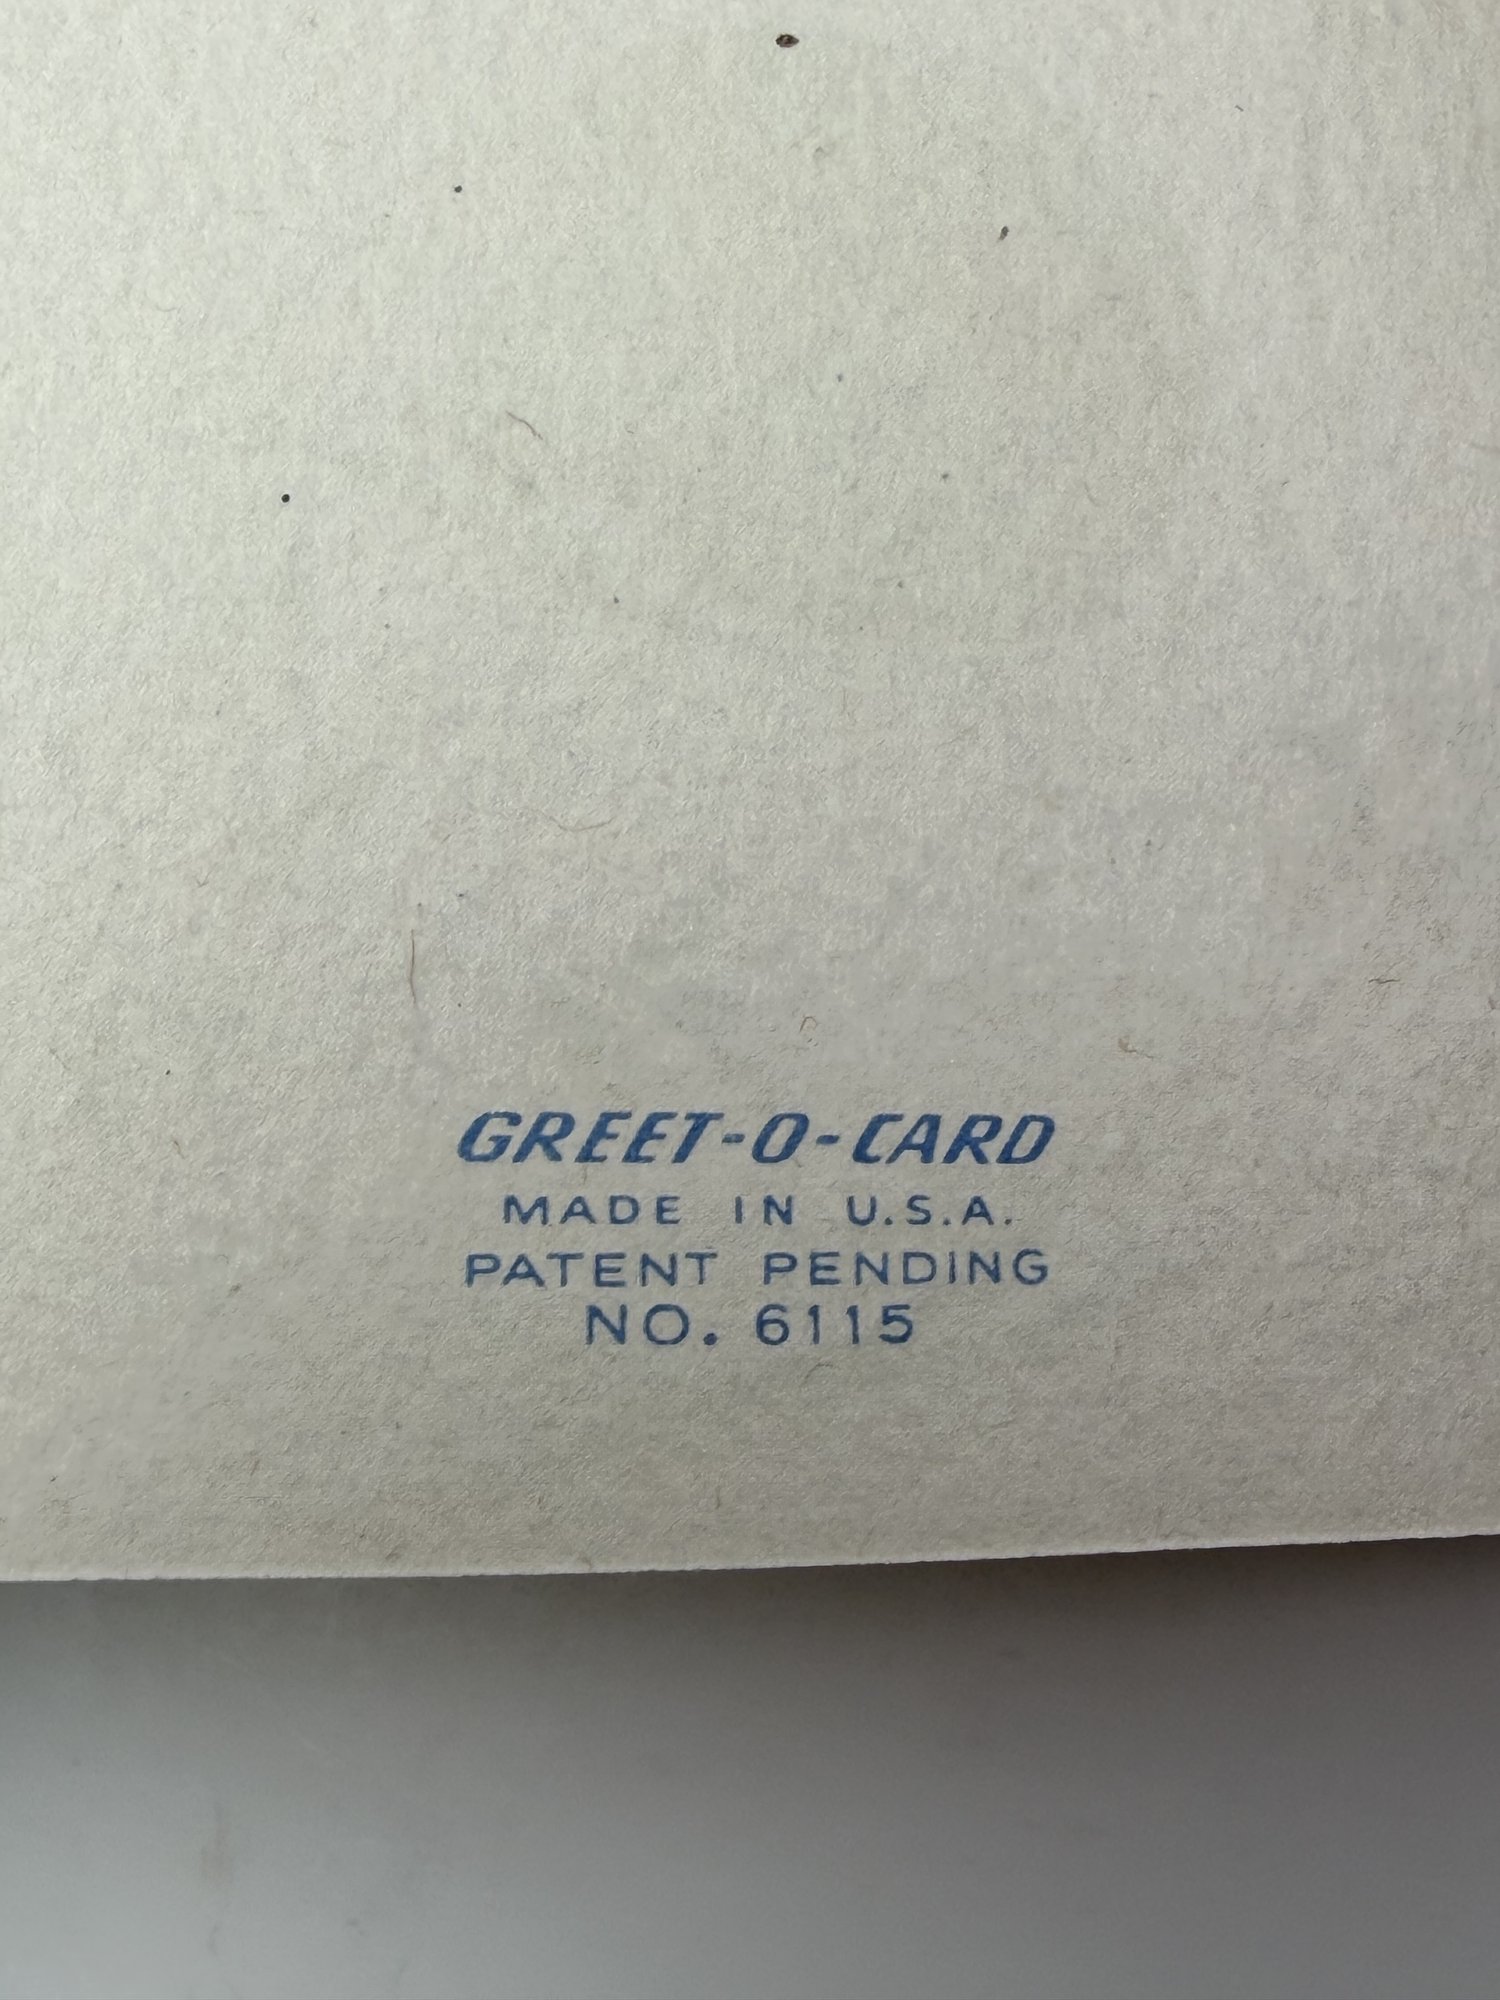 GREET-O-CARD
MADE IN U.S.A.
PATENT PENDING
NO. 6115